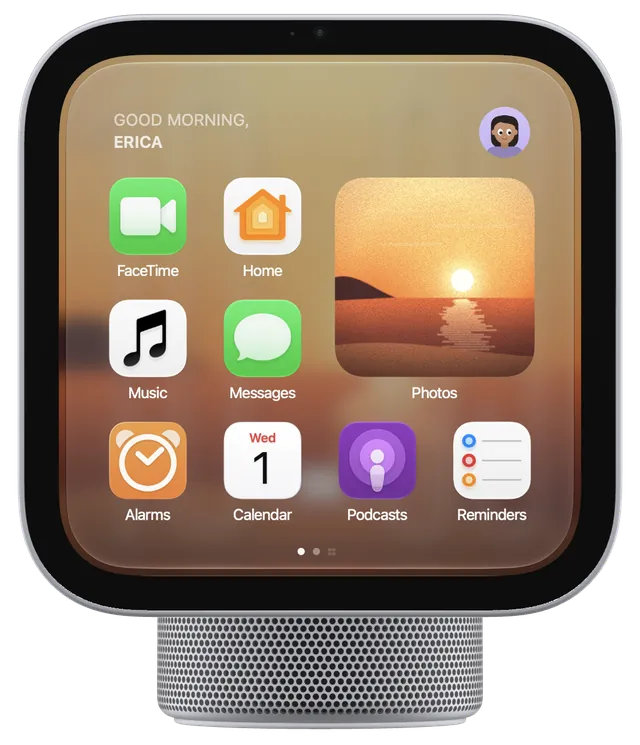 GOOD MORNING,
ERICA
FaceTime
Home
Music
Messages
Photos
Alarms
Wed
1
Calendar
Podcasts
Reminders